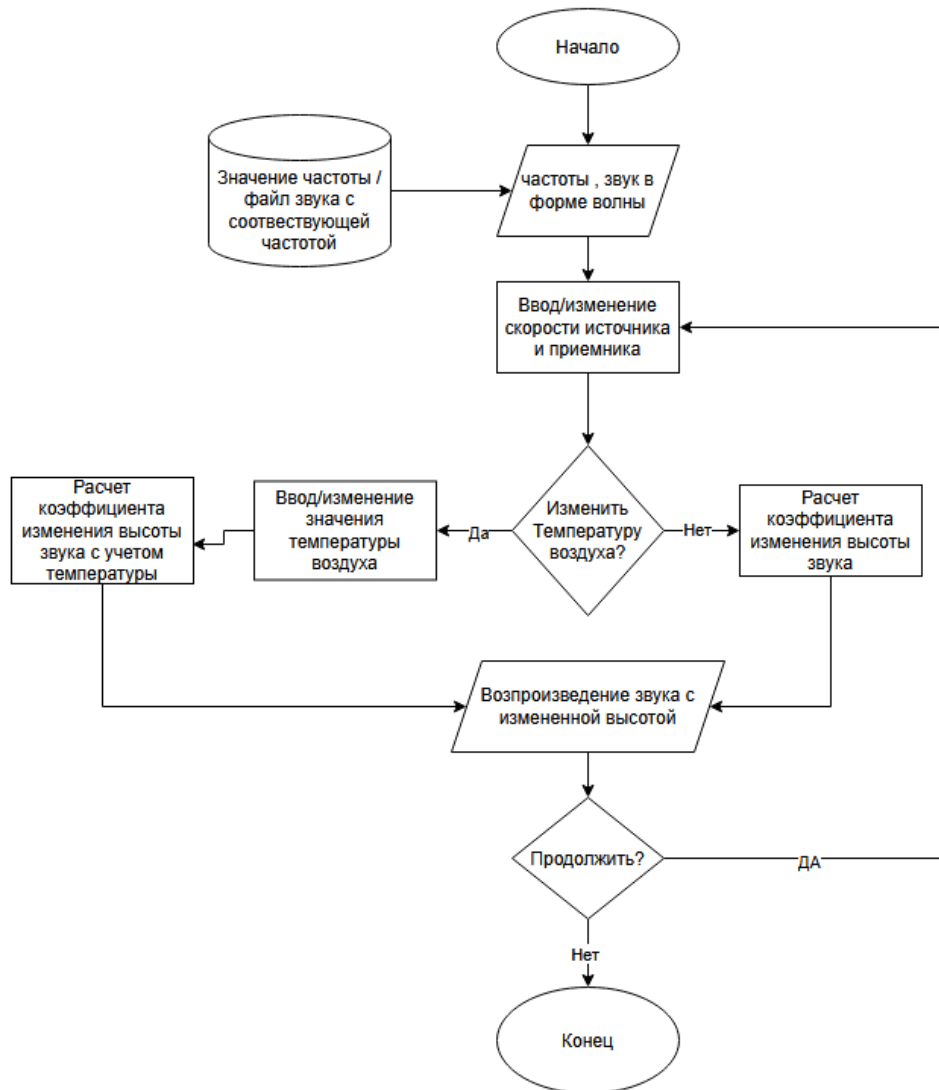 Начало
Значение частоты /
файл звука с
соотвествующей
частотой
частоты , звук в
форме волны
Ввод/изменение
скорости источника
и приемника
Расчет
коэффициента
изменения высоты
звука с учетом
температуры
Ввод/изменение
значения
температуры
воздуха
Да
Изменить
Температуру
воздуха?
Нет
Расчет
коэффициента
изменения высоты
звука
Возпроизведение звука с
измененной высотой
Продолжить?
ДА
Нет
Конец